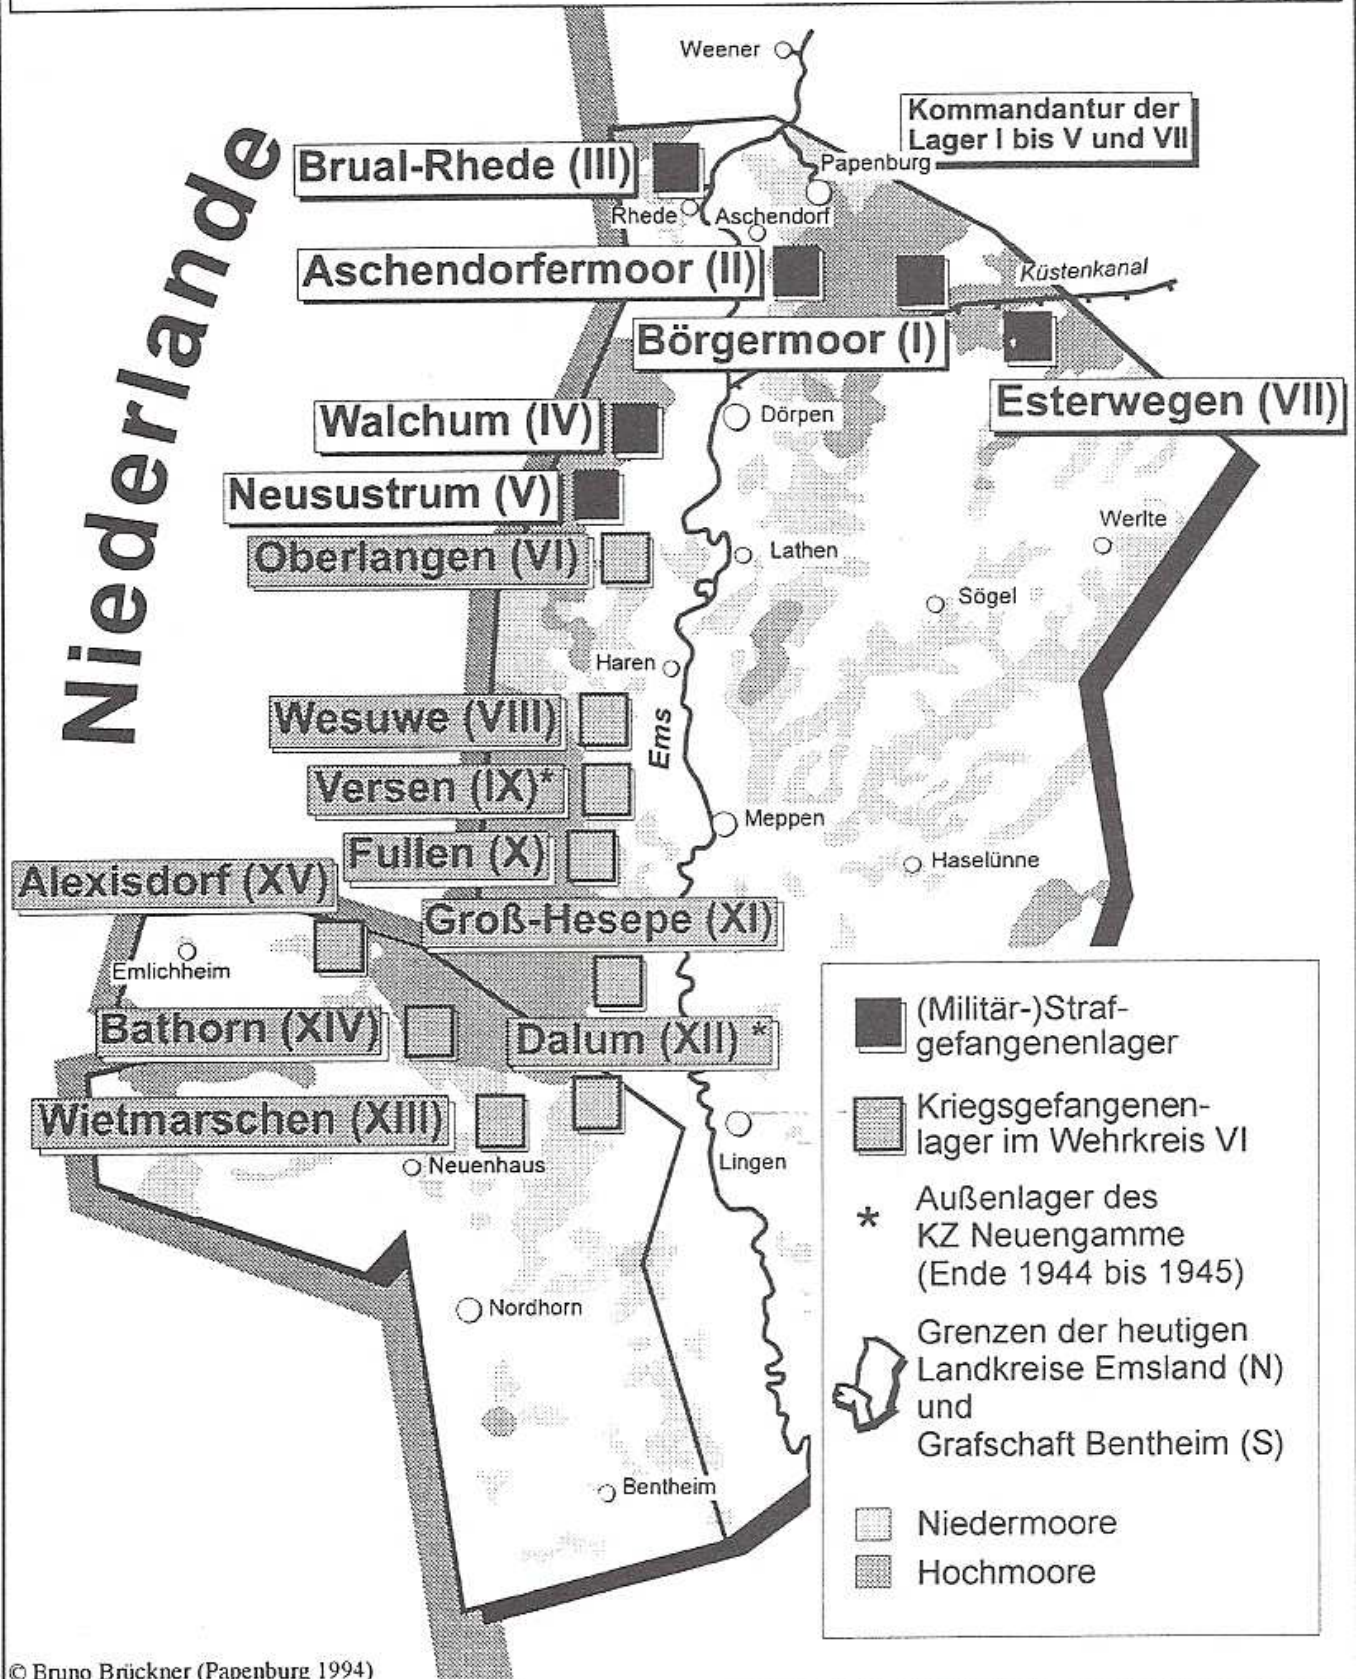 Weener
Kommandantur der
Lager I bis V und VII
Papenburg
Brual-Rhede (III)
Rhede
Aschendorf
Niederlande
Aschendorfermoor (II)
Küstenkanal
Börgermoor (I)
Esterwegen (VII)
Walchum (IV)
Dörpen
Neusustrum (V)
Werlte
Oberlangen (VI)
Lathen
Sögel
Haren
Wesuwe (VIII)
Ems
Versen (IX)*
Meppen
Fullen (X)
Haselünne
Alexisdorf (XV)
Groß-Hesepe (XI)
Emlichheim
Bathorn (XIV)
Dalum (XII) *
Wietmarschen (XIII)
Lingen
Neuenhaus
Nordhorn
Bentheim
(Militär-)Straf-
gefangenenlager
Kriegsgefangenen-
lager im Wehrkreis VI
* Außenlager des
KZ Neuengamme
(Ende 1944 bis 1945)
Grenzen der heutigen
Landkreise Emsland (N)
und
Grafschaft Bentheim (S)
Niedermoore
Hochmoore
© Bruno Brückner (Papenburg 1994)